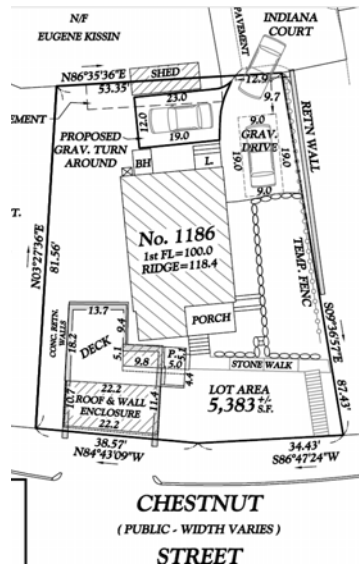 N/F
EUGENE KISSIN
INDIANA
COURT
PAVEMENT
N86°35'36"E
53.35'
SHED
12.9
9.7
EMENT
23.0
12.0
19.0
9.0
GRAV.
DRIVE
19.0
19.0
9.0
RETN WALL
PROPOSED
GRAV. TURN
AROUND
BH
L.
T.
N03°27'36"E
81.56'
No. 1186
1st FL=100.0
RIDGE=118.4
TEMP. FENC
S09°36'57"E
87.43'
PORCH
CONC. RETN.
WALLS
13.7
18.2
DECK
9.4
5.1
9.8
P.
5.0
5.1
4.4
STONE WALK
10.7
22.2
ROOF & WALL
ENCLOSURE
22.2
11.4
LOT AREA
5,383 +/-
S.F.
38.57'
N84°43'09"W
34.43'
S86°47'24"W
CHESTNUT
( PUBLIC - WIDTH VARIES )
STREET